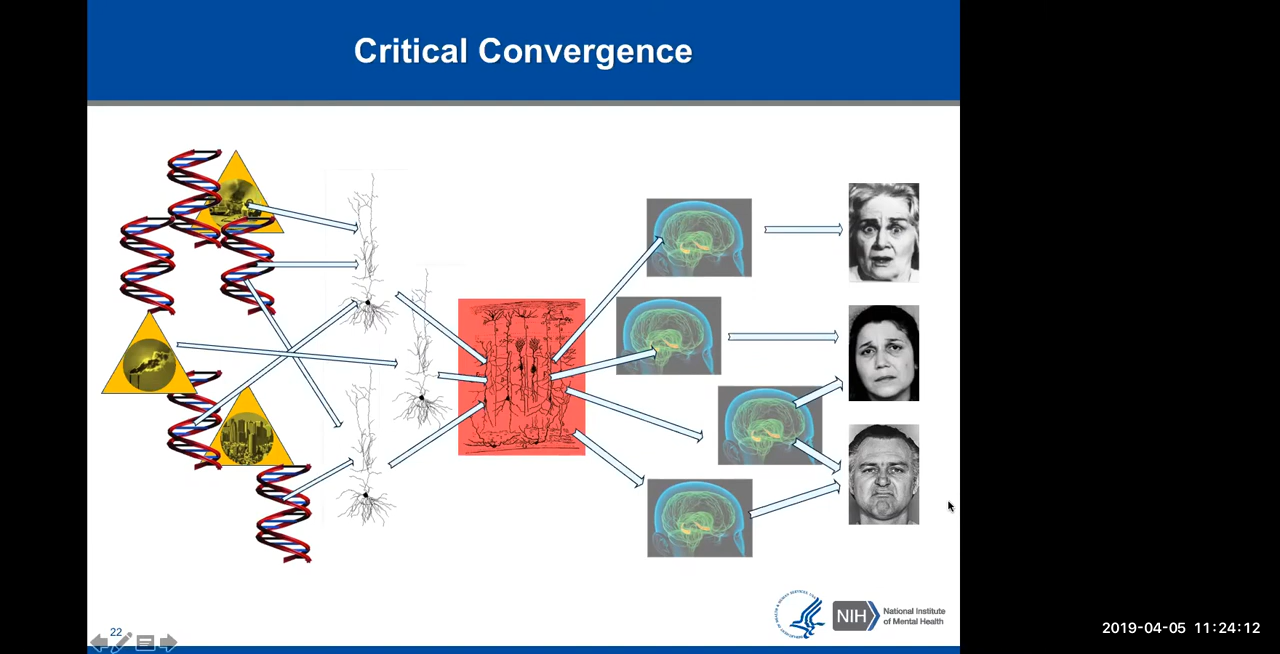 Critical Convergence
22
NIH
National Institute
of Mental Health
2019-04-05 11:24:12